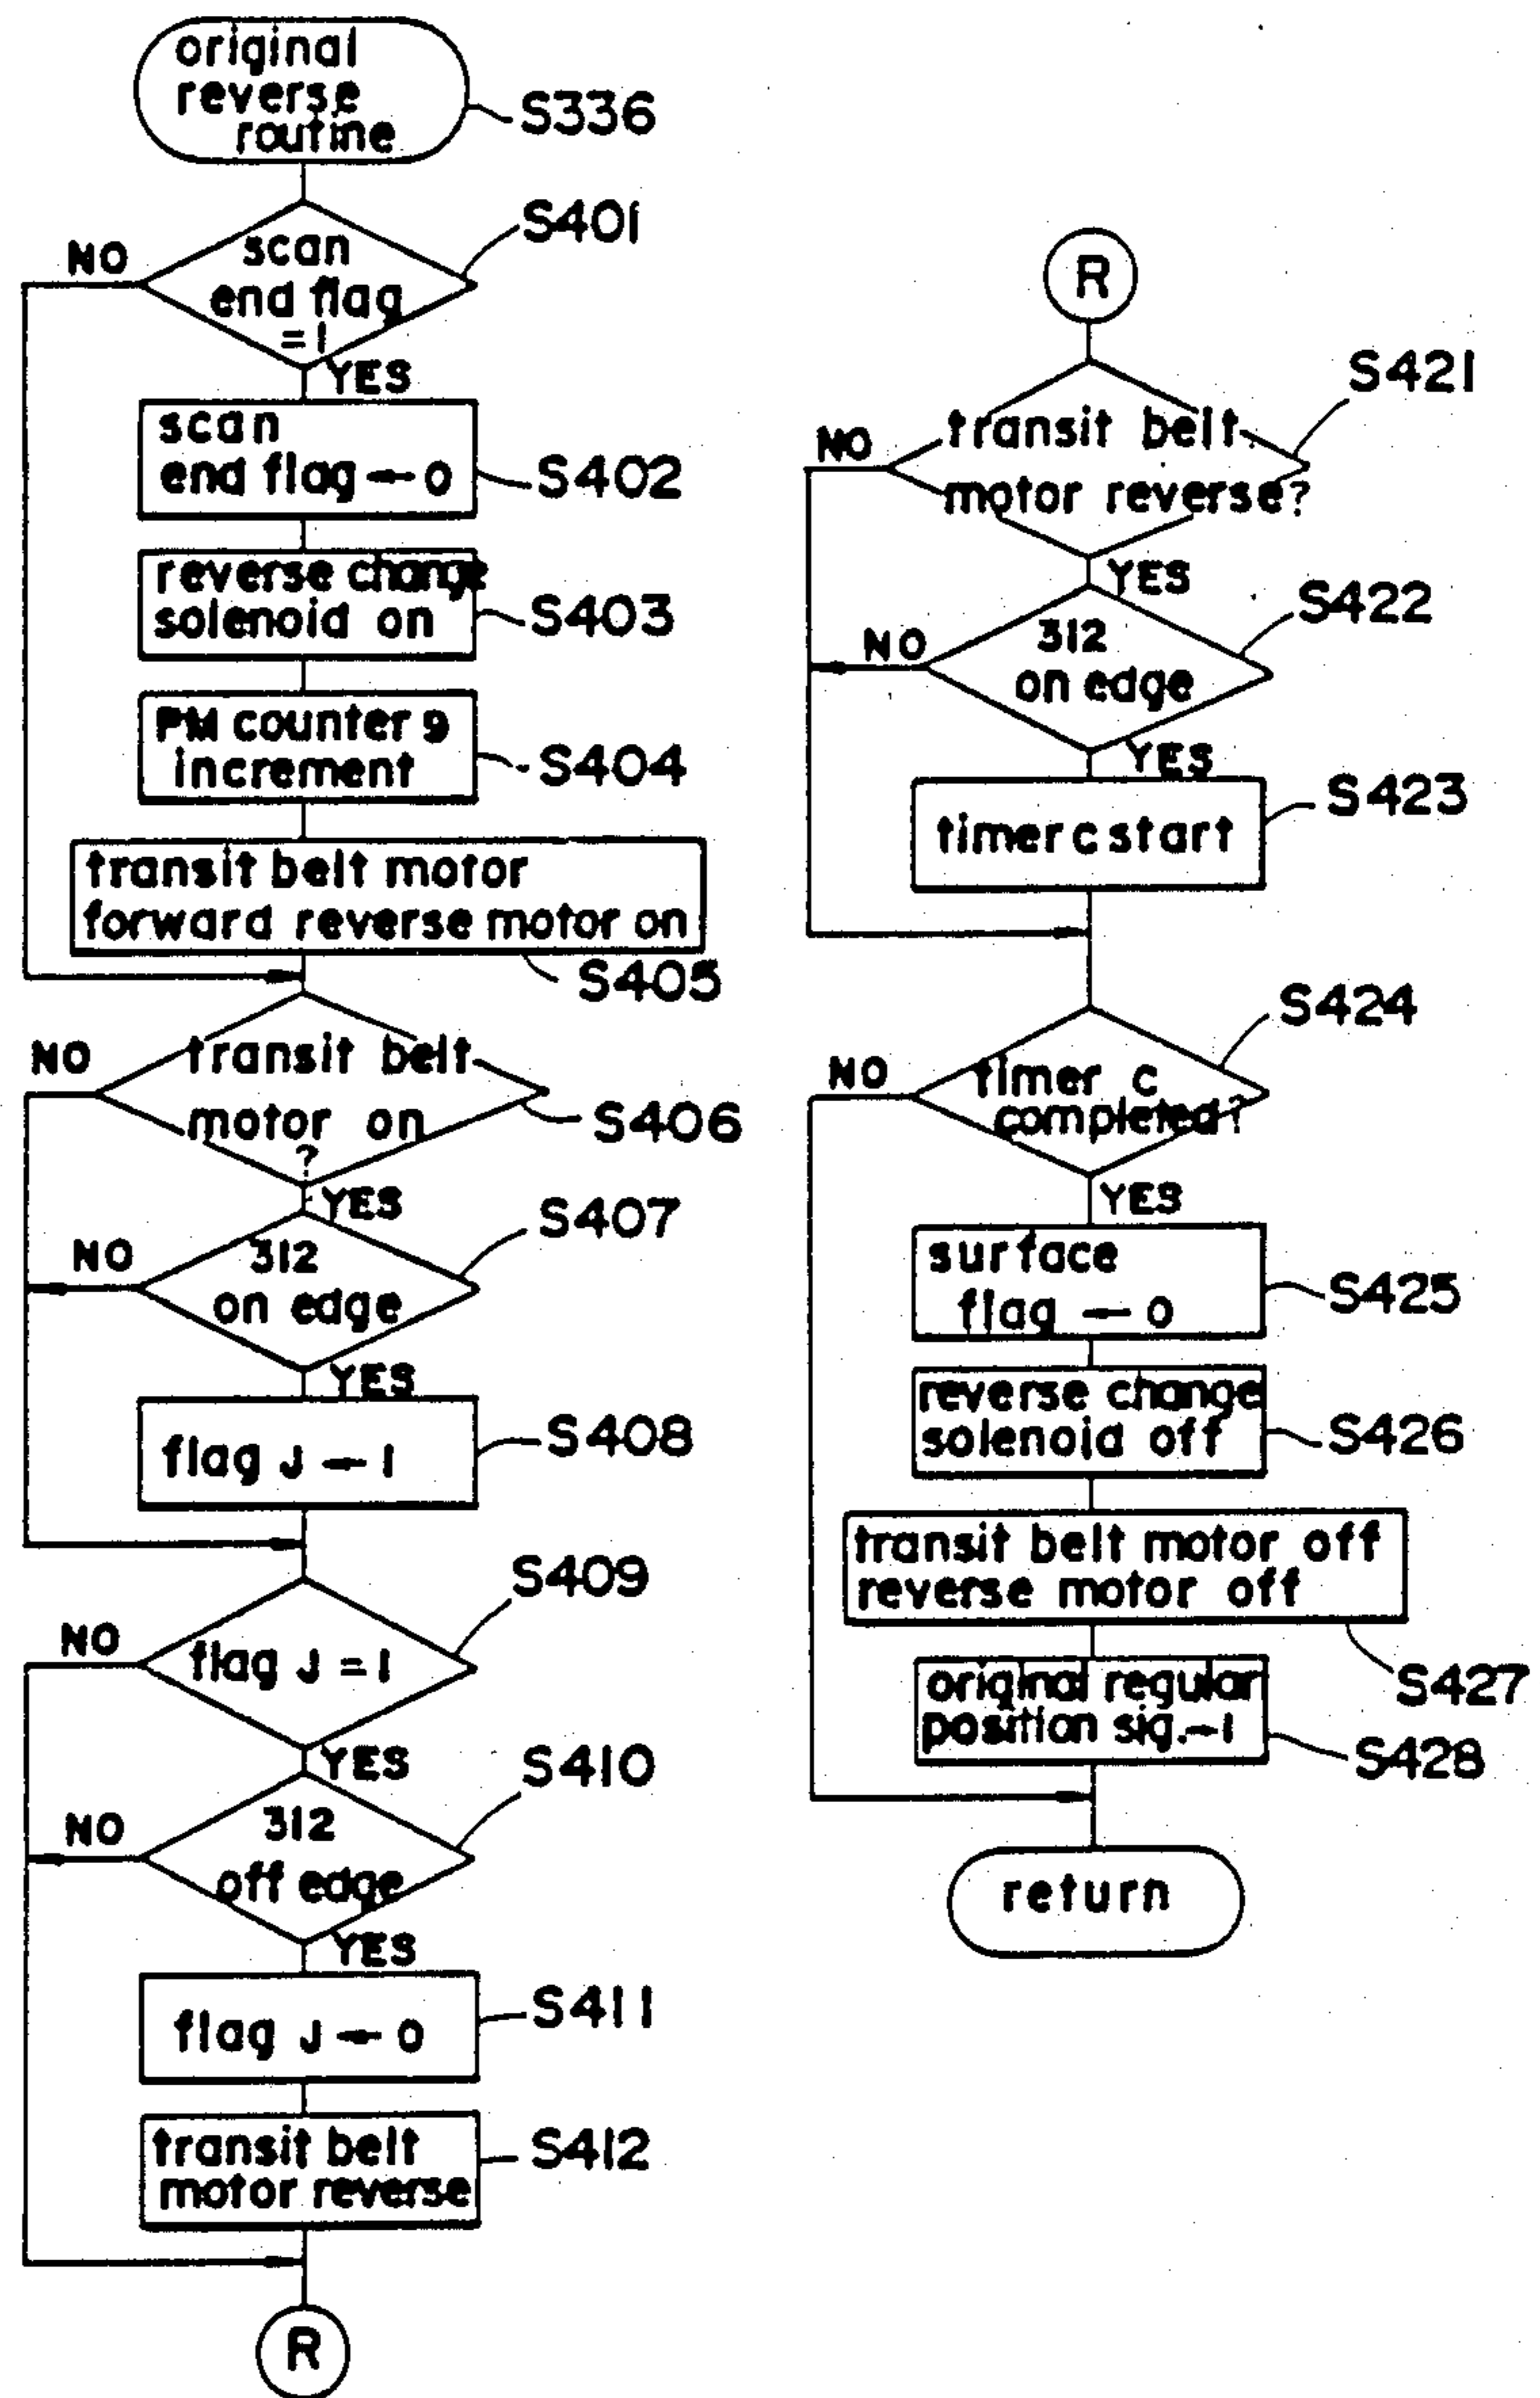 original
reverse
routine
S336
S401
NO
scan
end flag
=1
YES
scan
end flag ← 0
S402
reverse change
solenoid on
S403
PM counter 9
increment
S404
transit belt motor
forward reverse motor on
S405
NO
transit belt
motor on
?
S406
YES
S407
NO
312
on edge
YES
flag J ← 1
S408
S409
NO
flag J = 1
YES
S410
NO
312
off edge
YES
flag J ← 0
S411
transit belt
motor reverse
S412
R
R
S421
NO
transit belt
motor reverse?
YES
S422
NO
312
on edge
YES
S423
timer c start
S424
NO
timer c
completed?
YES
surface
flag ← 0
S425
reverse change
solenoid off
S426
transit belt motor off
reverse motor off
S427
original regular
position sig.←1
S428
return